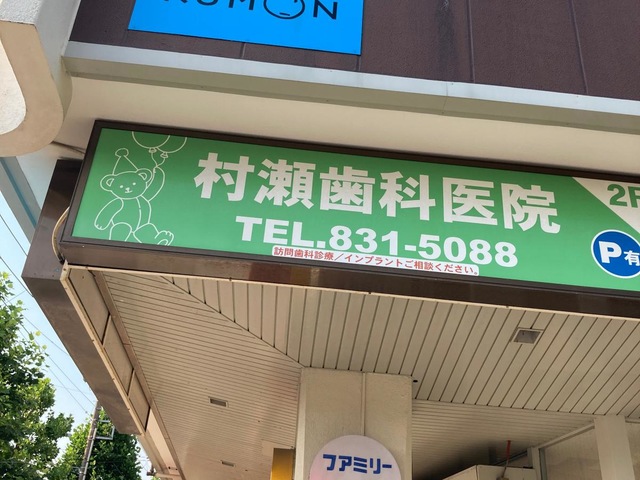 KUMON
村瀬歯科医院
TEL.831-5088
訪問歯科診療／インプラントご相談ください。
2F
P有
ファミリー